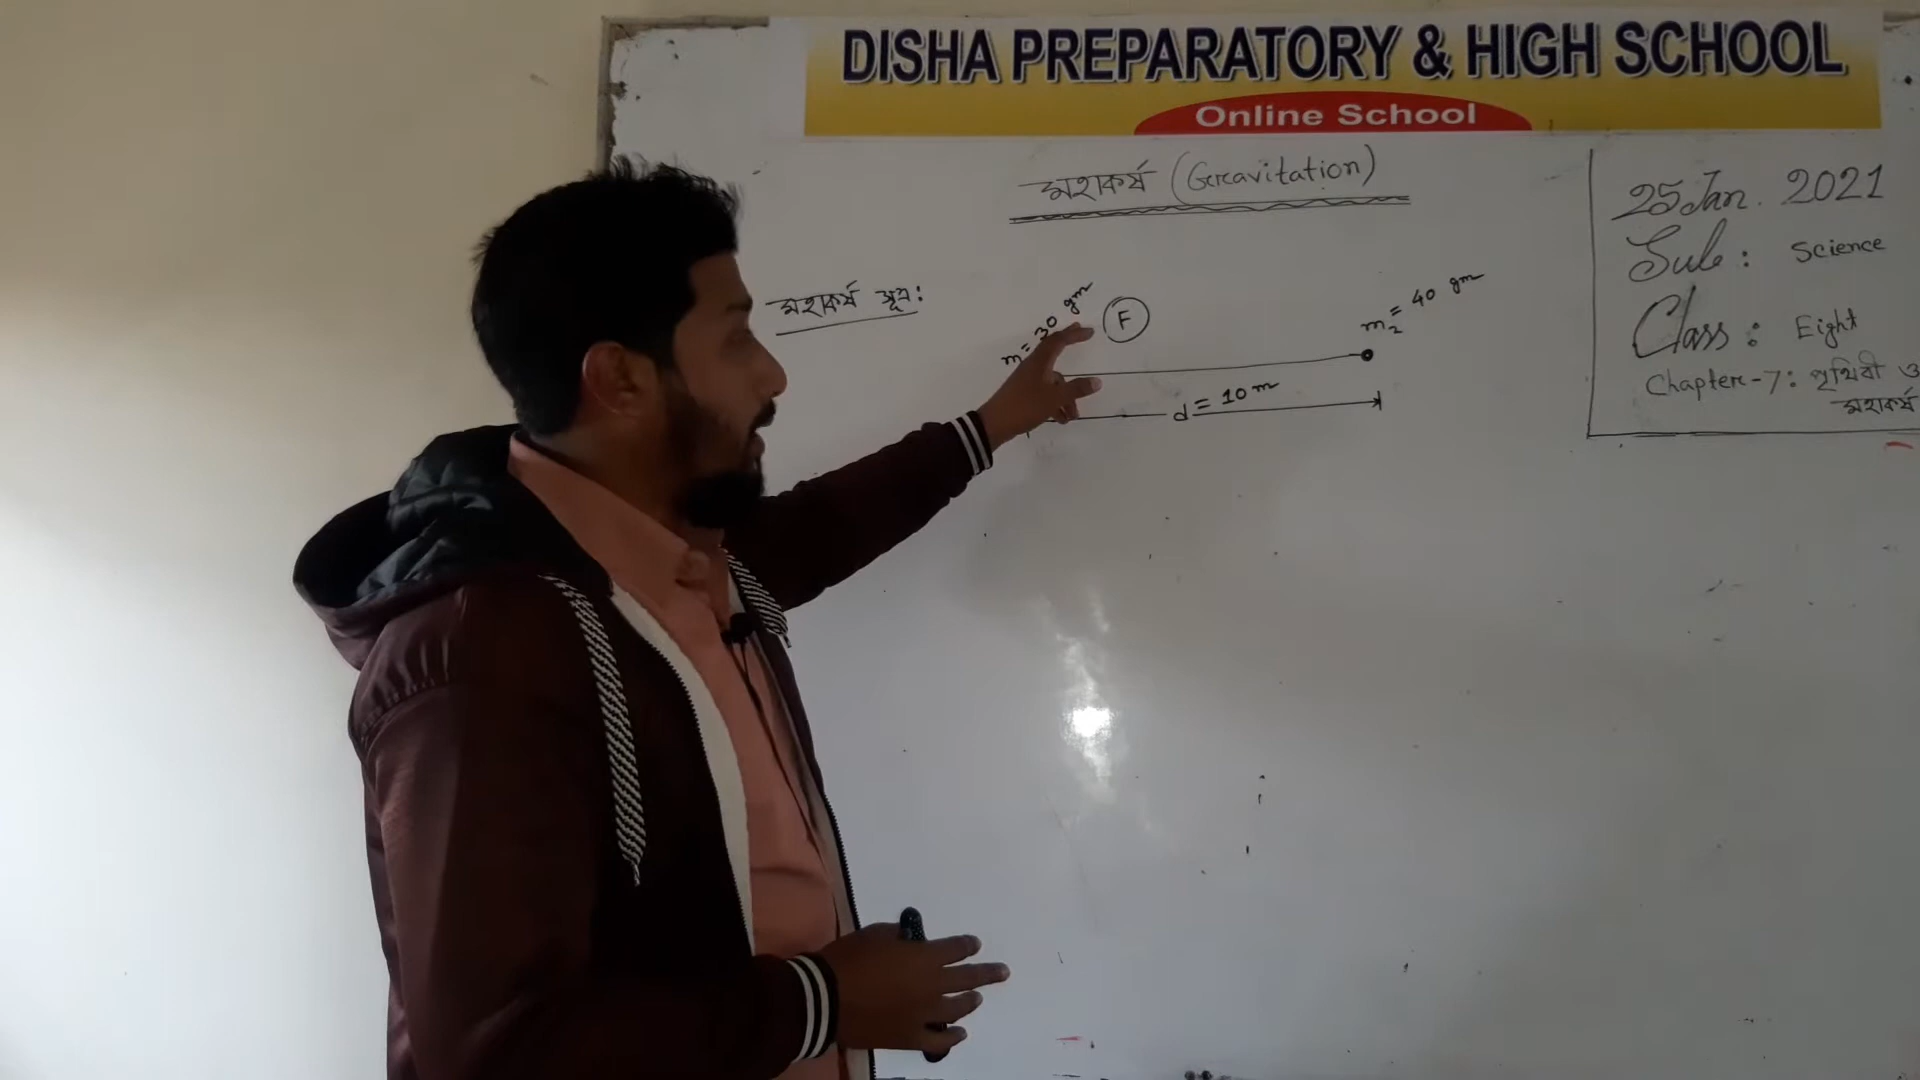 DISHA PREPARATORY & HIGH SCHOOL
Online School
মহাকর্ষ (Gravitation)
মহাকর্ষ সূত্র:
m = 30 gm
F
m₂ = 40 gm
d = 10 m
25 Jan. 2021
Sub: Science
Class: Eight
Chapter-7: পৃথিবী ও
মহাকর্ষ